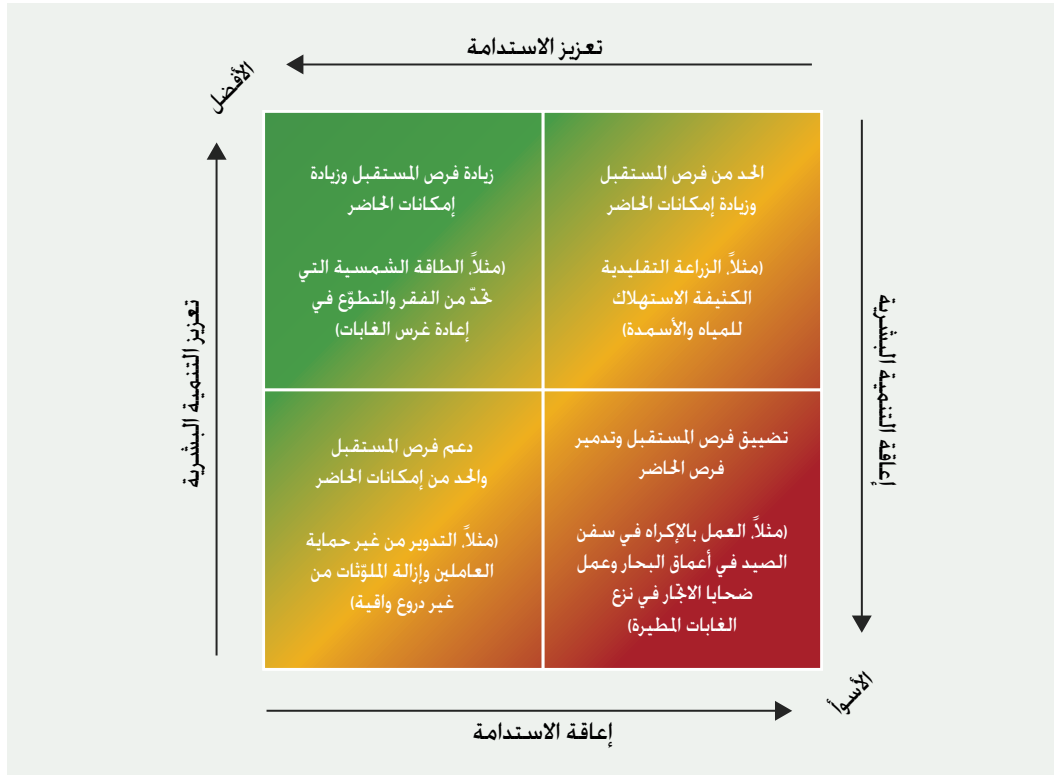 تعزيز الاستدامة
الأفضل
الحد من فرص المستقبل
وزيادة إمكانات الحاضر
(مثلاً، الزراعة التقليدية
الكثيفة الاستهلاك
للمياه والأسمدة)
زيادة فرص المستقبل وزيادة
إمكانات الحاضر
(مثلاً، الطاقة الشمسية التي
تحدّ من الفقر والتطوّع في
إعادة غرس الغابات)
إعاقة التنمية البشرية
تعزيز التنمية البشرية
تضييق فرص المستقبل وتدمير
فرص الحاضر
(مثلاً، العمل بالإكراه في سفن
الصيد في أعماق البحار وعمل
ضحايا الاتجار في نزع
الغابات المطيرة)
دعم فرص المستقبل
والحد من إمكانات الحاضر
(مثلاً، التدوير من غير حماية
العاملين وإزالة الملوّثات من
غير دروع واقية)
الأسوأ
إعاقة الاستدامة